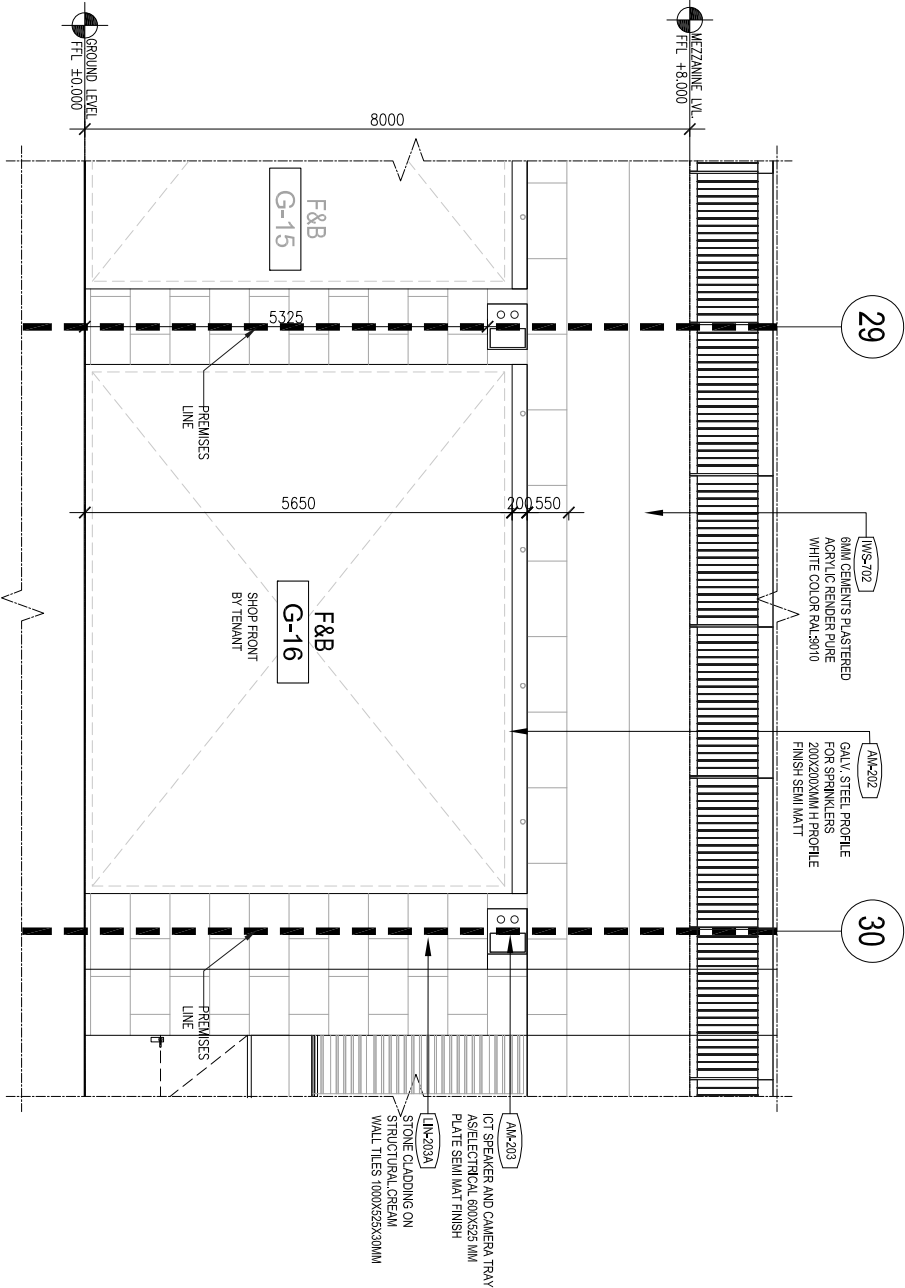 29
30
IWS-702
6MM CEMENTS PLASTERED
ACRYLIC RENDER PURE
WHITE COLOR RAL:9010
AM-202
GALV. STEEL PROFILE
FOR SPRINKLERS
200X200XMM H PROFILE
FINISH SEMI MATT
AM-203
ICT SPEAKER AND CAMERA TRAY
AS/ELECTRICAL 600X525 MM
PLATE SEMI MAT FINISH
LIN-203A
STONE CLADDING ON
STRUCTURAL.CREAM
WALL TILES 1000X525X30MM
MEZZANINE LVL.
FFL +8.000
8000
550
200
5650
5325
F&B
G-15
F&B
G-16
SHOP FRONT
BY TENANT
PREMISES
LINE
PREMISES
LINE
GROUND LEVEL
FFL ±0.000